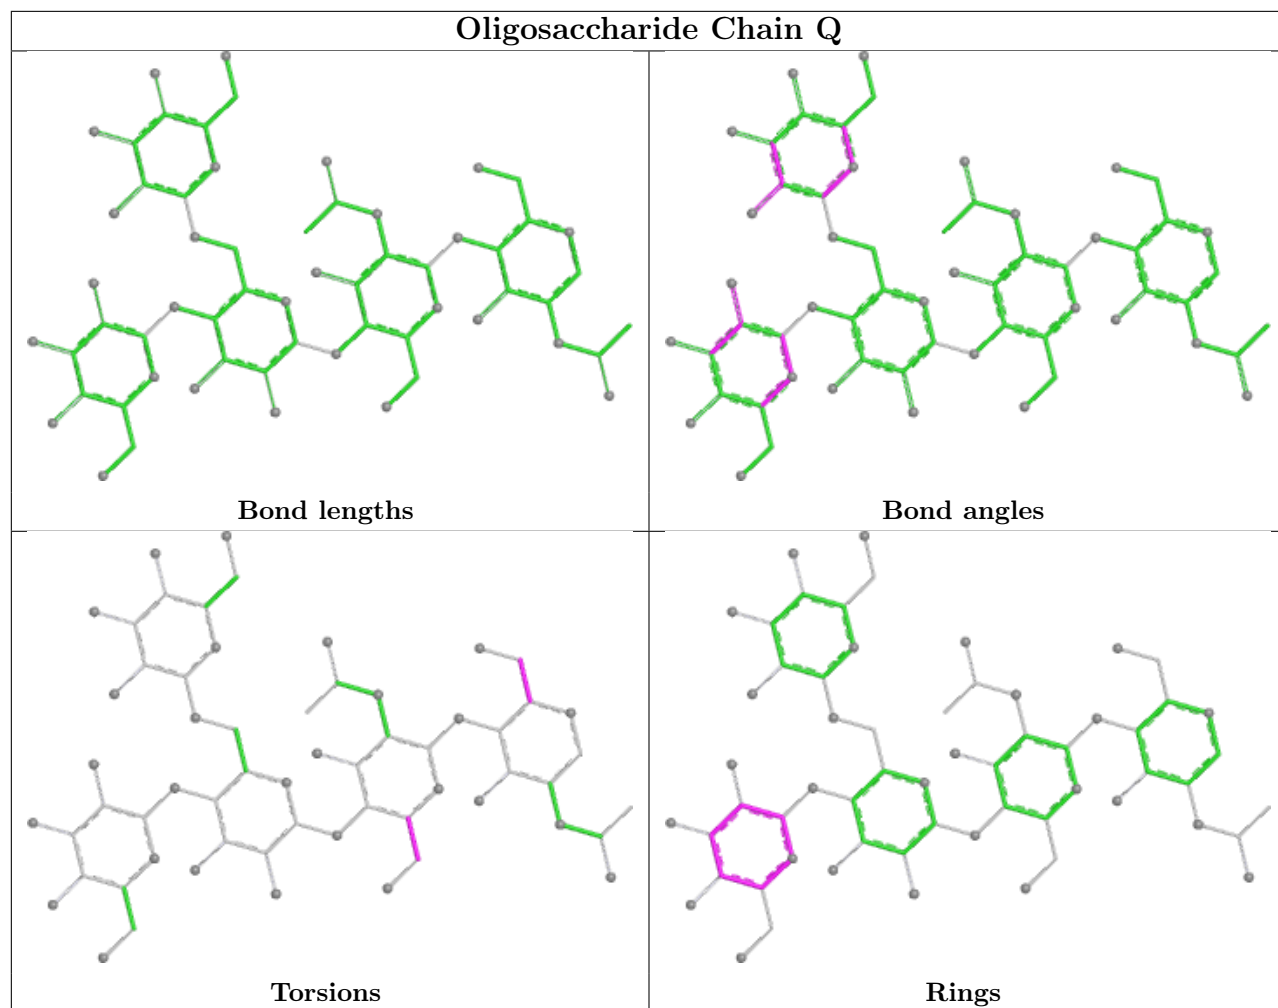 Oligosaccharide Chain Q
Bond lengths
Bond angles
Torsions
Rings